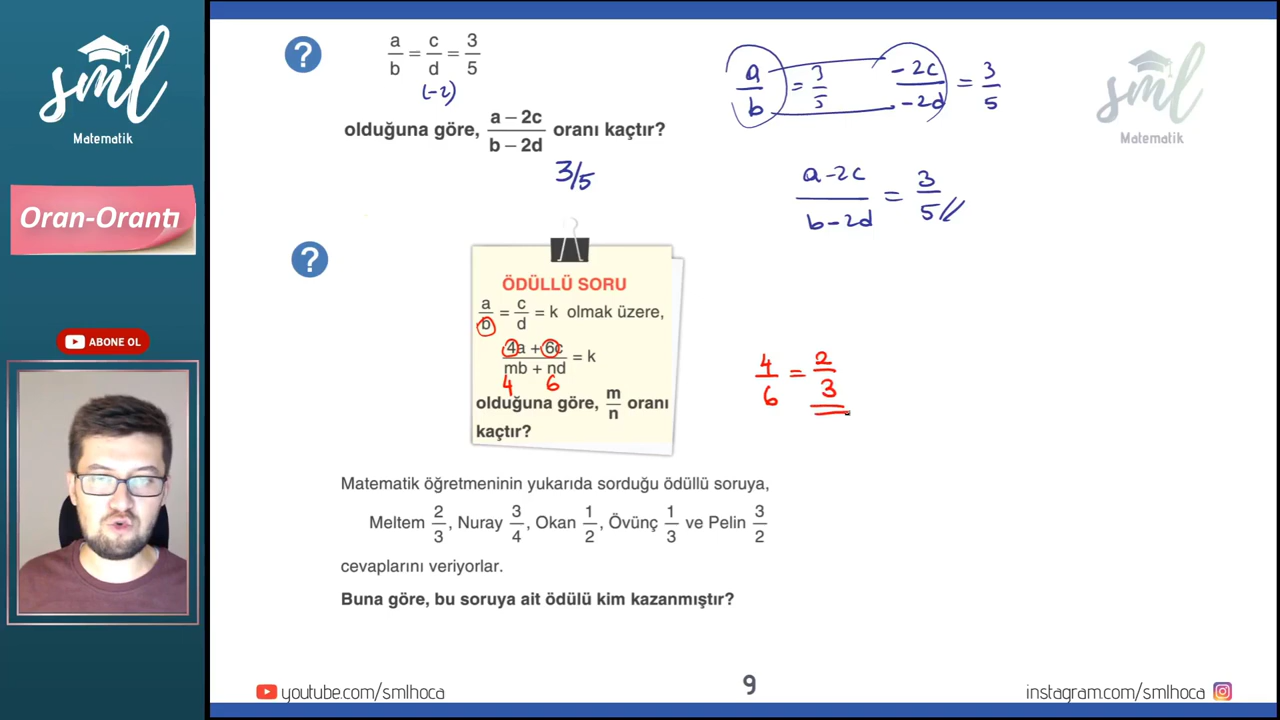 sml
Matematik
Oran-Orantı
ABONE OL
a/b = c/d = 3/5
(-2)
olduğuna göre, a – 2c / b – 2d oranı kaçtır?
3/5
a/b = 3/5 -2c/-2d = 3/5
a-2c / b-2d = 3/5
sml
Matematik
ÖDÜLLÜ SORU
a/b = c/d = k olmak üzere,
4a + 6c / mb + nd = k
4 6
olduğuna göre, m/n oranı
kaçtır?
4/6 = 2/3
Matematik öğretmeninin yukarıda sorduğu ödüllü soruya,
Meltem 2/3, Nuray 3/4, Okan 1/2, Övünç 1/3 ve Pelin 3/2
cevaplarını veriyorlar.
Buna göre, bu soruya ait ödülü kim kazanmıştır?
youtube.com/smlhoca
9
instagram.com/smlhoca